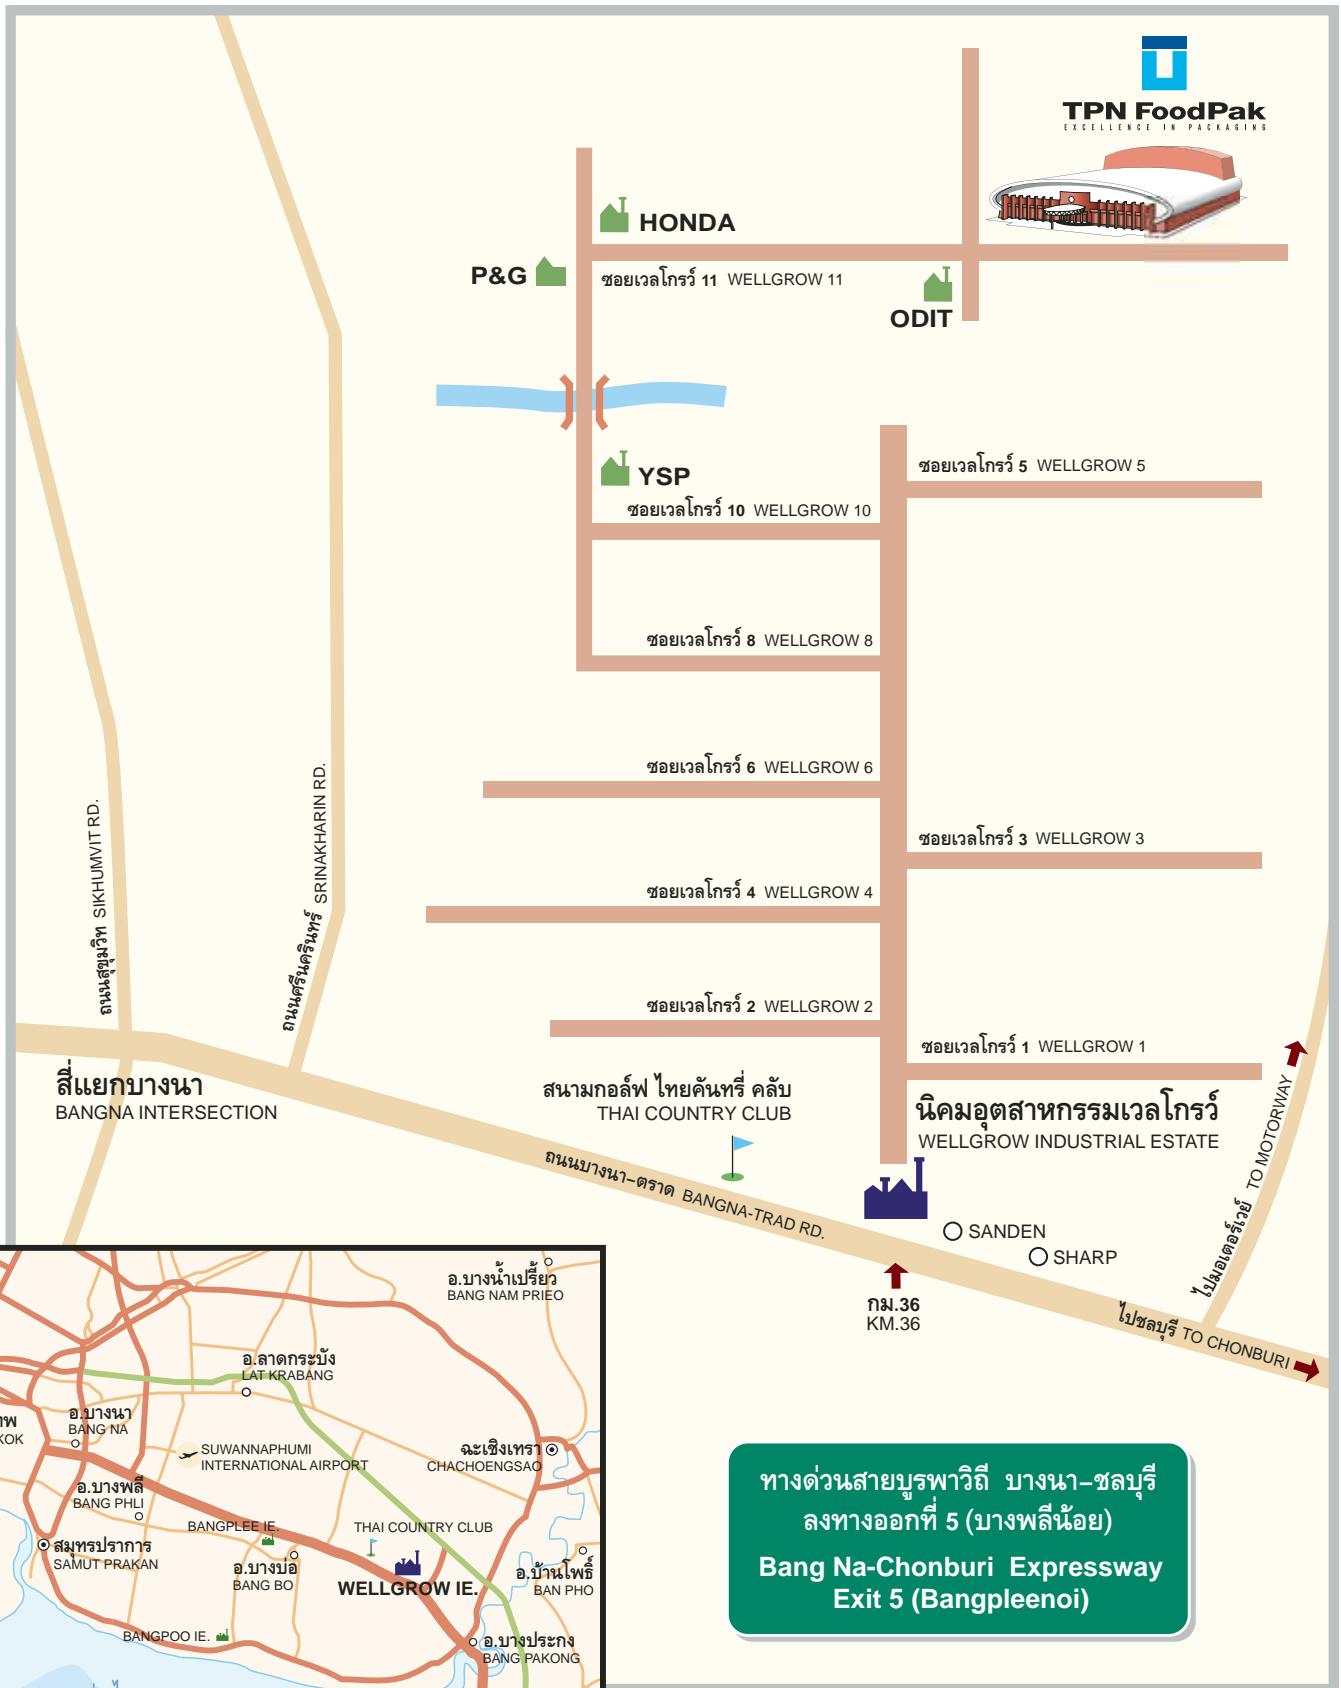 TPN FoodPak
EXCELLENCE IN PACKAGING
HONDA
P&G
ซอยเวลโกรว์ 11 WELLGROW 11
ODIT
YSP
ซอยเวลโกรว์ 5 WELLGROW 5
ซอยเวลโกรว์ 10 WELLGROW 10
ซอยเวลโกรว์ 8 WELLGROW 8
ซอยเวลโกรว์ 6 WELLGROW 6
ซอยเวลโกรว์ 3 WELLGROW 3
ซอยเวลโกรว์ 4 WELLGROW 4
ซอยเวลโกรว์ 2 WELLGROW 2
ซอยเวลโกรว์ 1 WELLGROW 1
ถนนสุขุมวิท SIKHUMVIT RD.
ถนนศรีนครินทร์ SRINAKHARIN RD.
สี่แยกบางนา
BANGNA INTERSECTION
สนามกอล์ฟ ไทยคันทรี่ คลับ
THAI COUNTRY CLUB
นิคมอุตสาหกรรมเวลโกรว์
WELLGROW INDUSTRIAL ESTATE
ถนนบางนา-ตราด BANGNA-TRAD RD.
SANDEN
SHARP
ไปมอเตอร์เวย์ TO MOTORWAY
กม.36
KM.36
ไปชลบุรี TO CHONBURI
อ.บางน้ำเปรี้ยว
BANG NAM PRIEO
อ.ลาดกระบัง
LAT KRABANG
อ.บางนา
BANG NA
SUWANNAPHUMI
INTERNATIONAL AIRPORT
ฉะเชิงเทรา
CHACHOENGSAO
อ.บางพลี
BANG PHLI
BANGPLEE IE.
THAI COUNTRY CLUB
สมุทรปราการ
SAMUT PRAKAN
อ.บางบ่อ
BANG BO
WELLGROW IE.
อ.บ้านโพธิ์
BAN PHO
BANGPOO IE.
อ.บางปะกง
BANG PAKONG
ทางด่วนสายบูรพาวิถี บางนา-ชลบุรี
ลงทางออกที่ 5 (บางพลีน้อย)
Bang Na-Chonburi Expressway
Exit 5 (Bangpleenoi)